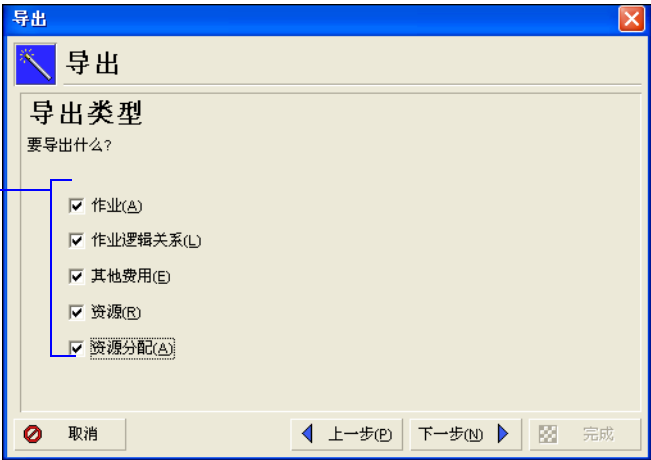 导出
导出
导出类型
要导出什么?
作业(A)
作业逻辑关系(L)
其他费用(E)
资源(R)
资源分配(A)
取消
上一步(P)
下一步(N)
完成